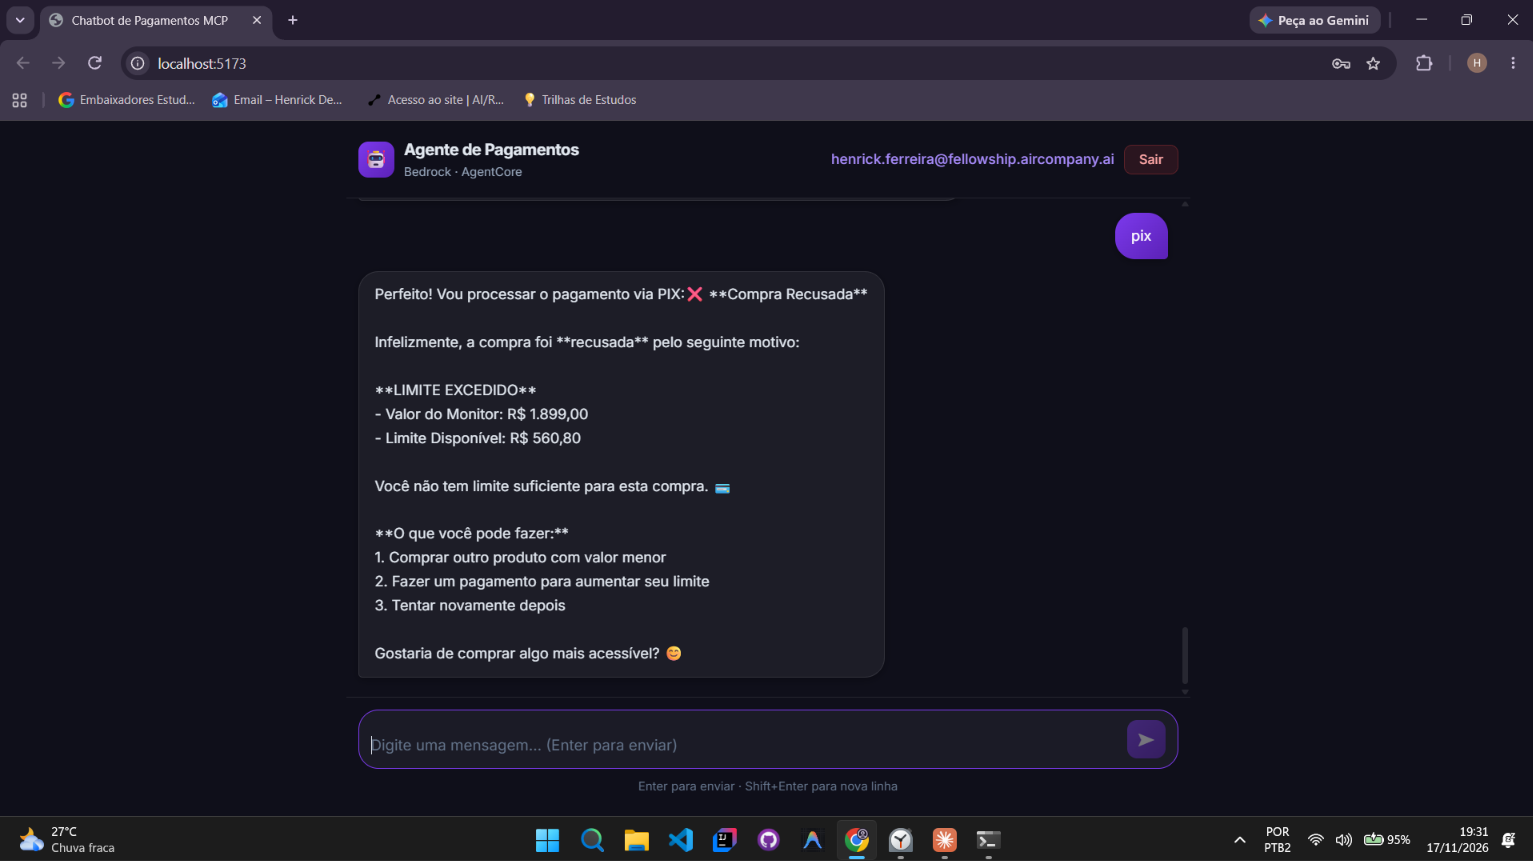 Chatbot de Pagamentos MCP
Peça ao Gemini
localhost:5173
H
Embaixadores Estud...
Email – Henrick De...
Acesso ao site | AI/R...
Trilhas de Estudos
Agente de Pagamentos
Bedrock · AgentCore
henrick.ferreira@fellowship.aircompany.ai
Sair
pix
Perfeito! Vou processar o pagamento via PIX:❌ **Compra Recusada**
Infelizmente, a compra foi **recusada** pelo seguinte motivo:
**LIMITE EXCEDIDO**
- Valor do Monitor: R$ 1.899,00
- Limite Disponível: R$ 560,80
Você não tem limite suficiente para esta compra. 💳
**O que você pode fazer:**
1. Comprar outro produto com valor menor
2. Fazer um pagamento para aumentar seu limite
3. Tentar novamente depois
Gostaria de comprar algo mais acessível? 😊
Digite uma mensagem... (Enter para enviar)
Enter para enviar · Shift+Enter para nova linha
27°C
Chuva fraca
POR
PTB2
95%
19:31
17/11/2026